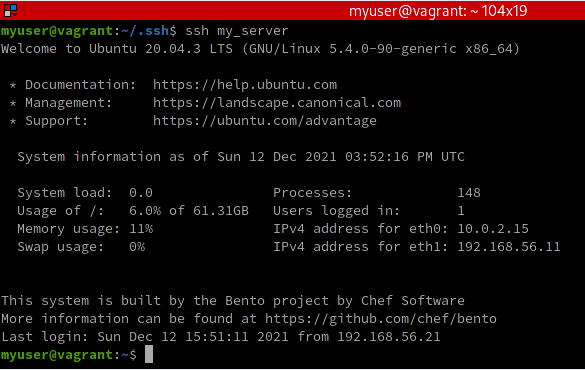 myuser@vagrant: ~ 104x19
myuser@vagrant:~/.ssh$ ssh my_server
Welcome to Ubuntu 20.04.3 LTS (GNU/Linux 5.4.0-90-generic x86_64)
* Documentation:  https://help.ubuntu.com
* Management:     https://landscape.canonical.com
* Support:        https://ubuntu.com/advantage
System information as of Sun 12 Dec 2021 03:52:16 PM UTC
System load:  0.0                Processes:             148
Usage of /:   6.0% of 61.31GB   Users logged in:       1
Memory usage: 11%                IPv4 address for eth0: 10.0.2.15
Swap usage:   0%                 IPv4 address for eth1: 192.168.56.11
This system is built by the Bento project by Chef Software
More information can be found at https://github.com/chef/bento
Last login: Sun Dec 12 15:51:11 2021 from 192.168.56.21
myuser@vagrant:~$